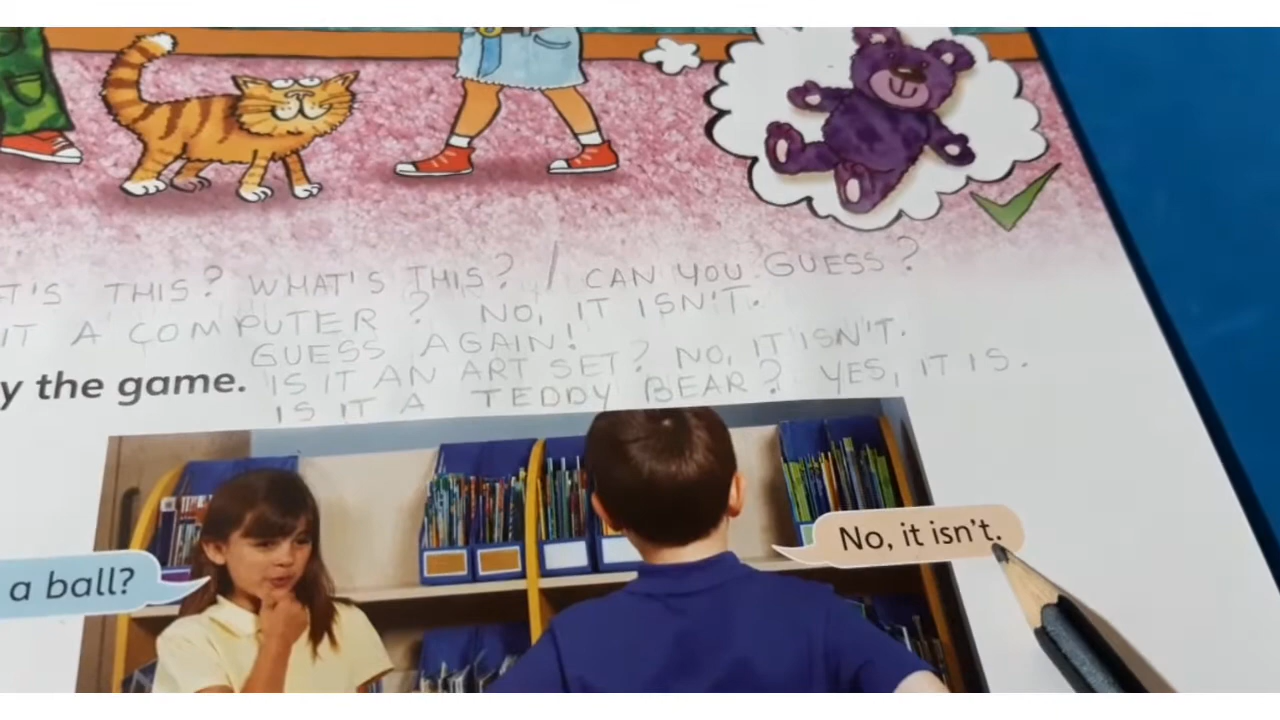 T'S THIS? WHAT'S THIS? / CAN YOU GUESS?
IT A COMPUTER? NO, IT ISN'T.
GUESS AGAIN!
IS IT AN ART SET? NO, IT ISN'T.
y the game.
IS IT A TEDDY BEAR? YES, IT IS.
a ball?
No, it isn't.